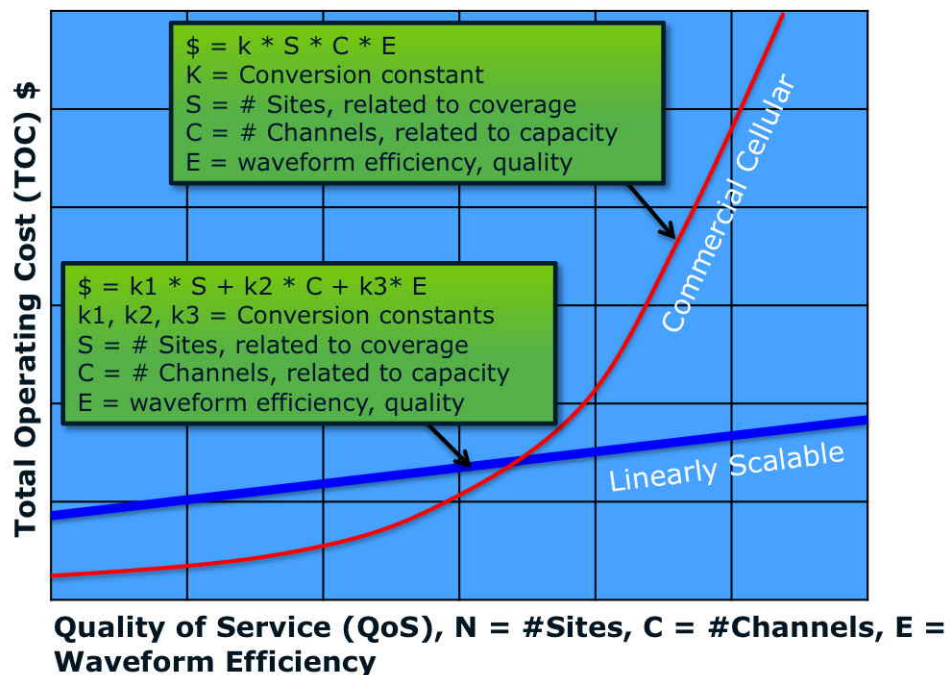 Total Operating Cost (TOC) $
$ = k * S * C * E
K = Conversion constant
S = # Sites, related to coverage
C = # Channels, related to capacity
E = waveform efficiency, quality
Commercial Cellular
$ = k1 * S + k2 * C + k3* E
k1, k2, k3 = Conversion constants
S = # Sites, related to coverage
C = # Channels, related to capacity
E = waveform efficiency, quality
Linearly Scalable
Quality of Service (QoS), N = #Sites, C = #Channels, E =
Waveform Efficiency